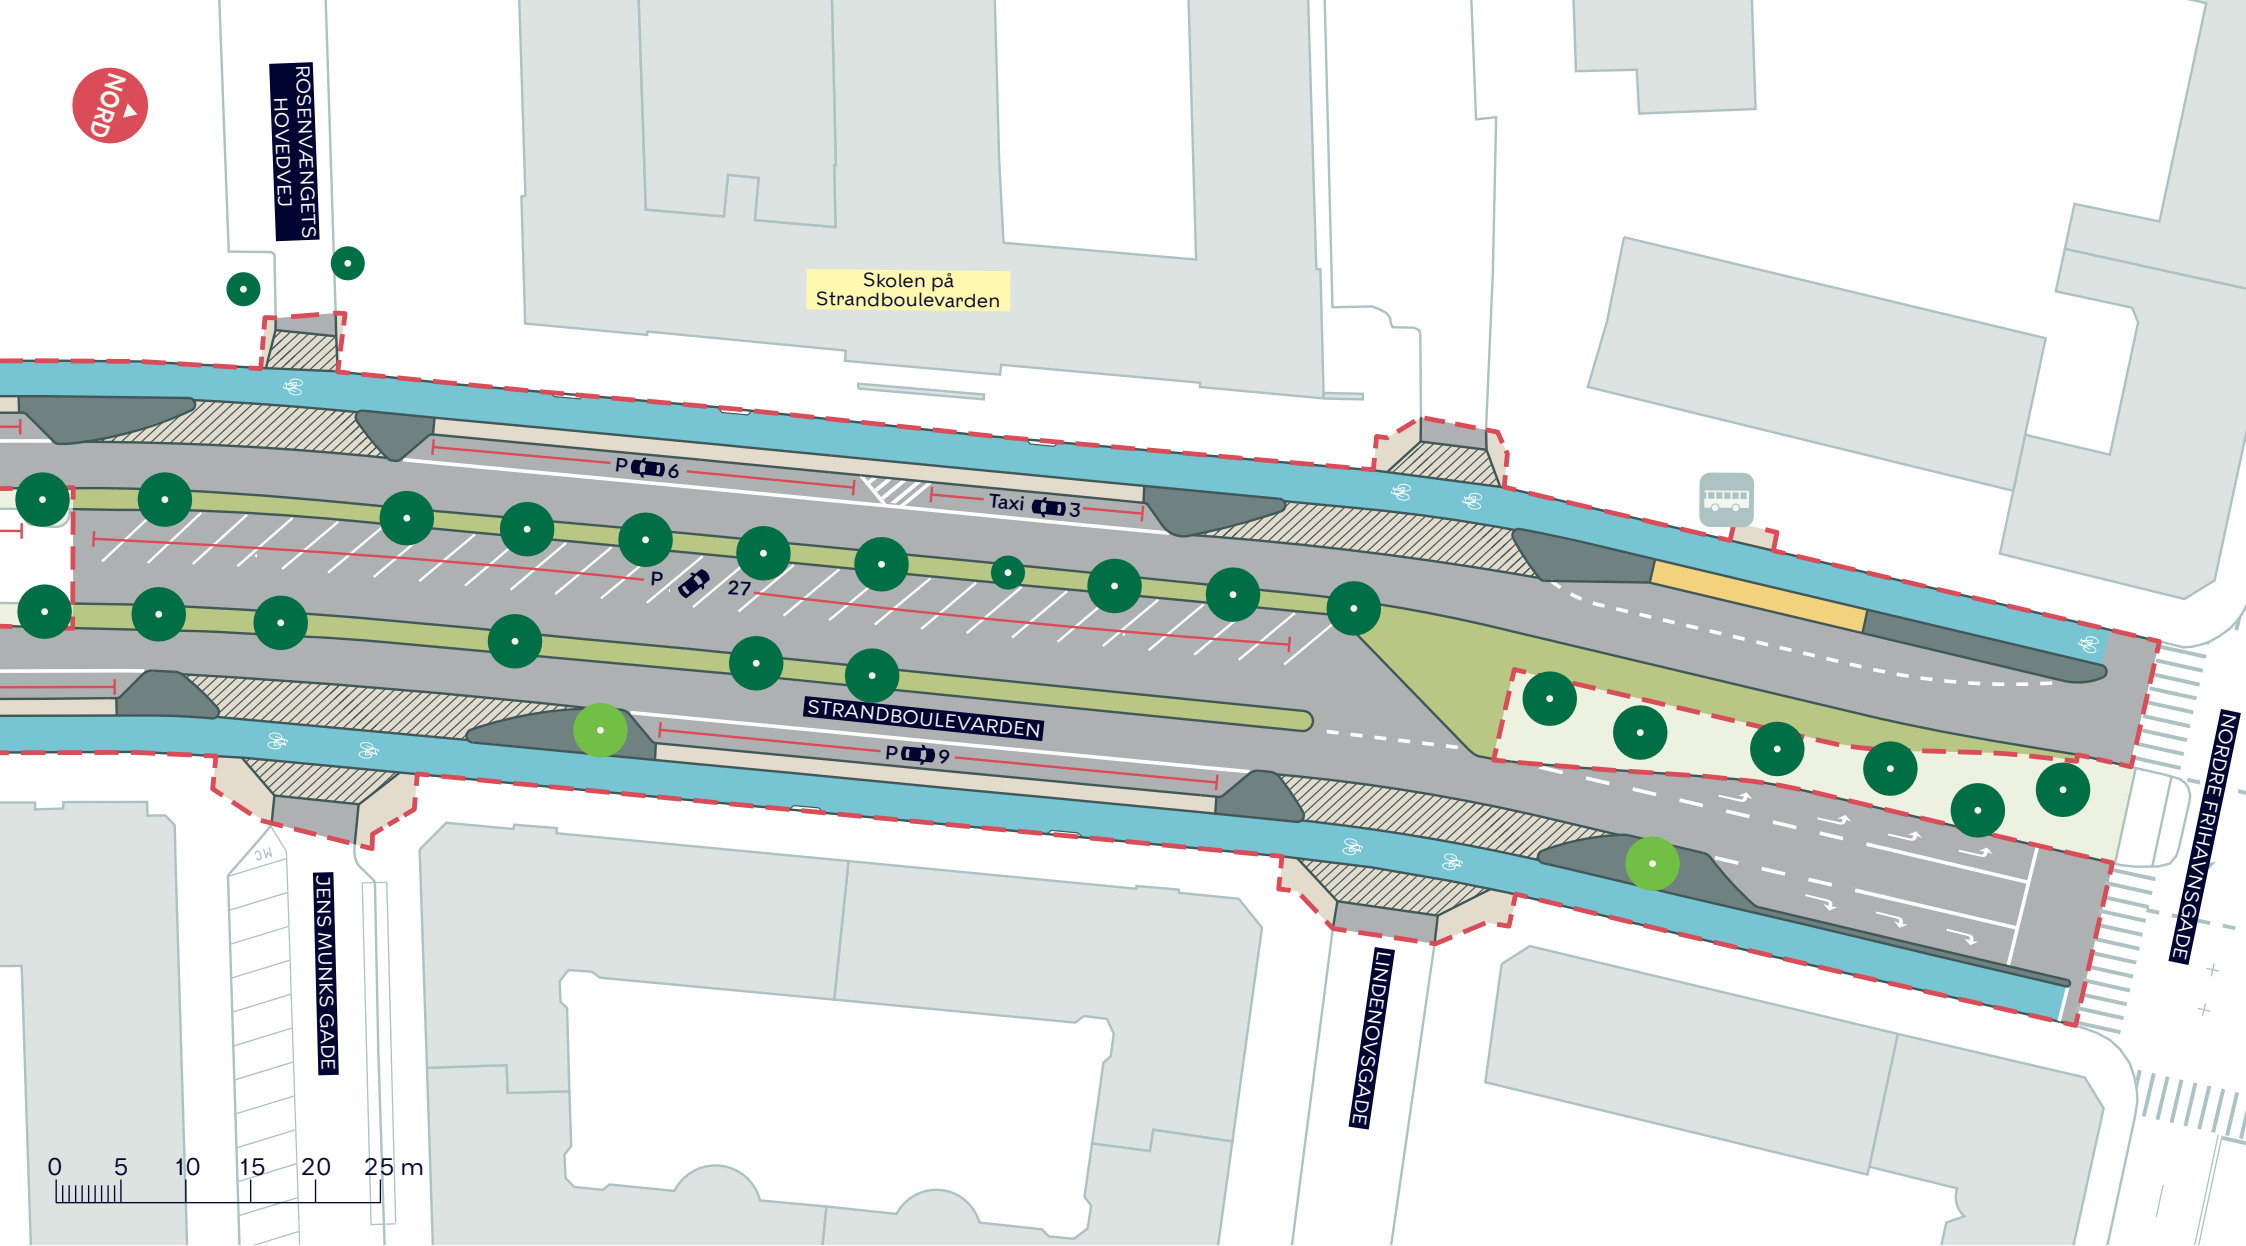 NORD
ROSENVÆNGETS
HOVEDVEJ
Skolen på
Strandboulevarden
P 6
Taxi 3
P 27
STRANDBOULEVARDEN
P 9
NORDRE FRIHAVNSGADE
MC
JENS MUNKS GADE
LINDENOVSGADE
0 5 10 15 20 25 m